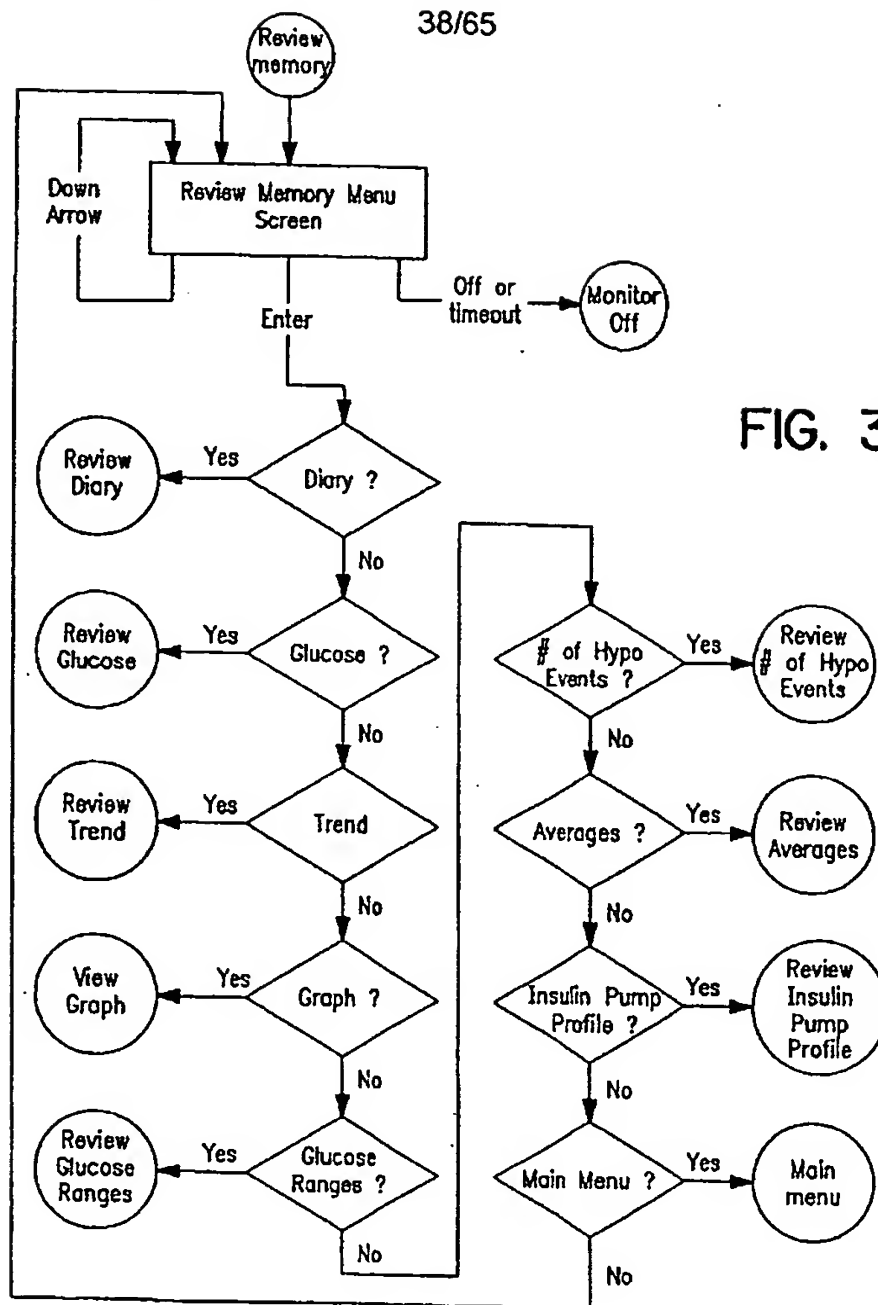 38/65
Review
memory
Down
Arrow
Review Memory Menu
Screen
Off or
timeout
Monitor
Off
Enter
FIG. 3
Review
Diary
Yes
Diary ?
No
Review
Glucose
Yes
Glucose ?
No
Review
Trend
Yes
Trend
No
View
Graph
Yes
Graph ?
No
Review
Glucose
Ranges
Yes
Glucose
Ranges ?
No
# of Hypo
Events ?
Yes
Review
# of Hypo
Events
No
Averages ?
Yes
Review
Averages
No
Insulin Pump
Profile ?
Yes
Review
Insulin
Pump
Profile
No
Main Menu ?
Yes
Main
menu
No